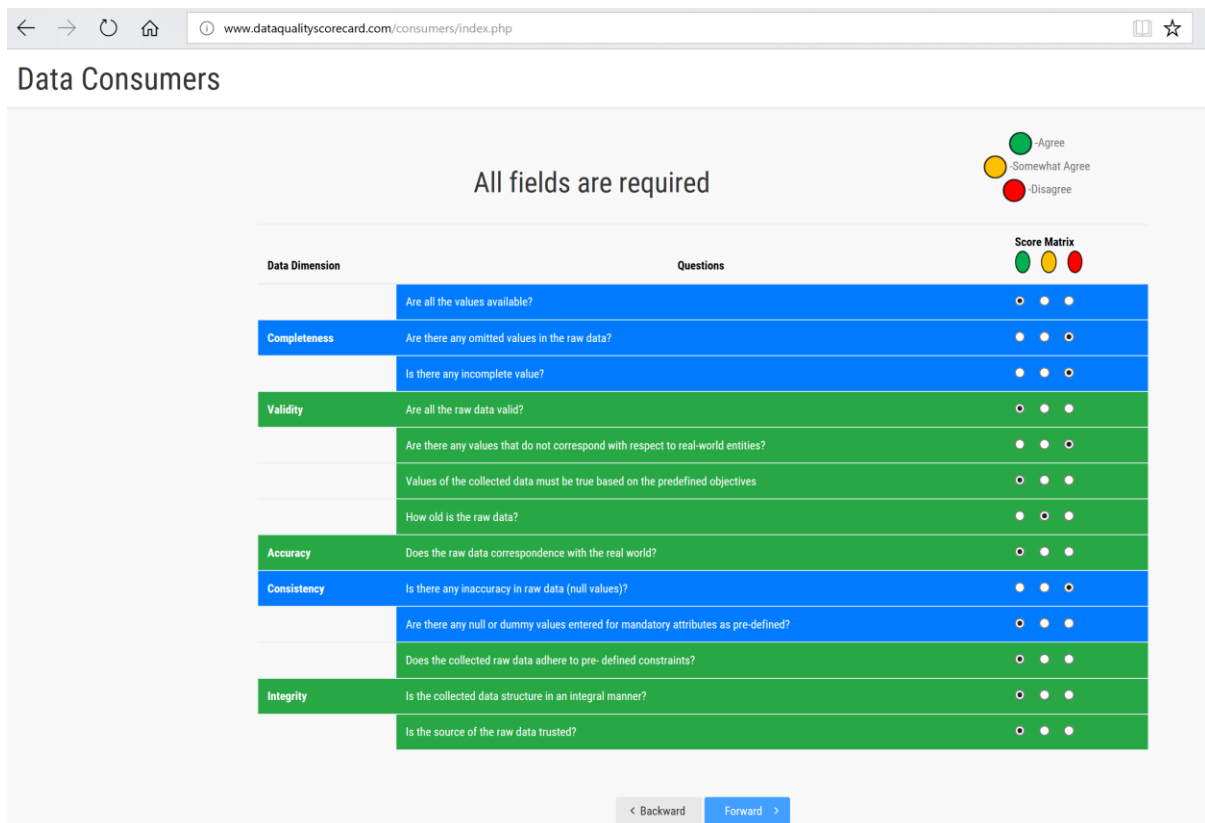 www.dataqualityscorecard.com/consumers/index.php
Data Consumers
-Agree
-Somewhat Agree
-Disagree
All fields are required
Score Matrix
Data Dimension Questions
Are all the values available?
Completeness Are there any omitted values in the raw data?
Is there any incomplete value?
Validity Are all the raw data valid?
Are there any values that do not correspond with respect to real-world entities?
Values of the collected data must be true based on the predefined objectives
How old is the raw data?
Accuracy Does the raw data correspondence with the real world?
Consistency Is there any inaccuracy in raw data (null values)?
Are there any null or dummy values entered for mandatory attributes as pre-defined?
Does the collected raw data adhere to pre- defined constraints?
Integrity Is the collected data structure in an integral manner?
Is the source of the raw data trusted?
< Backward Forward >